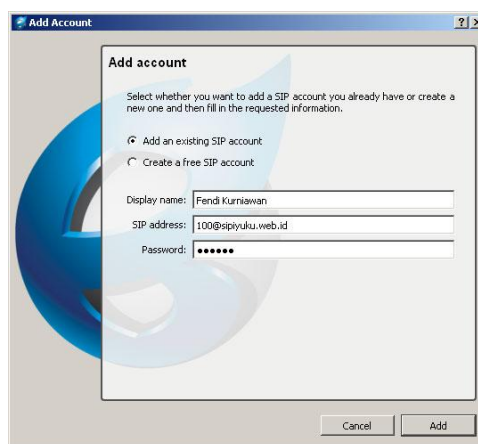 Add Account
Add account
Select whether you want to add a SIP account you already have or create a
new one and then fill in the requested information.
Add an existing SIP account
Create a free SIP account
Display name: Fendi Kurniawan
SIP address: 100@sipiyuku.web.id
Password: ●●●●●●
Cancel Add